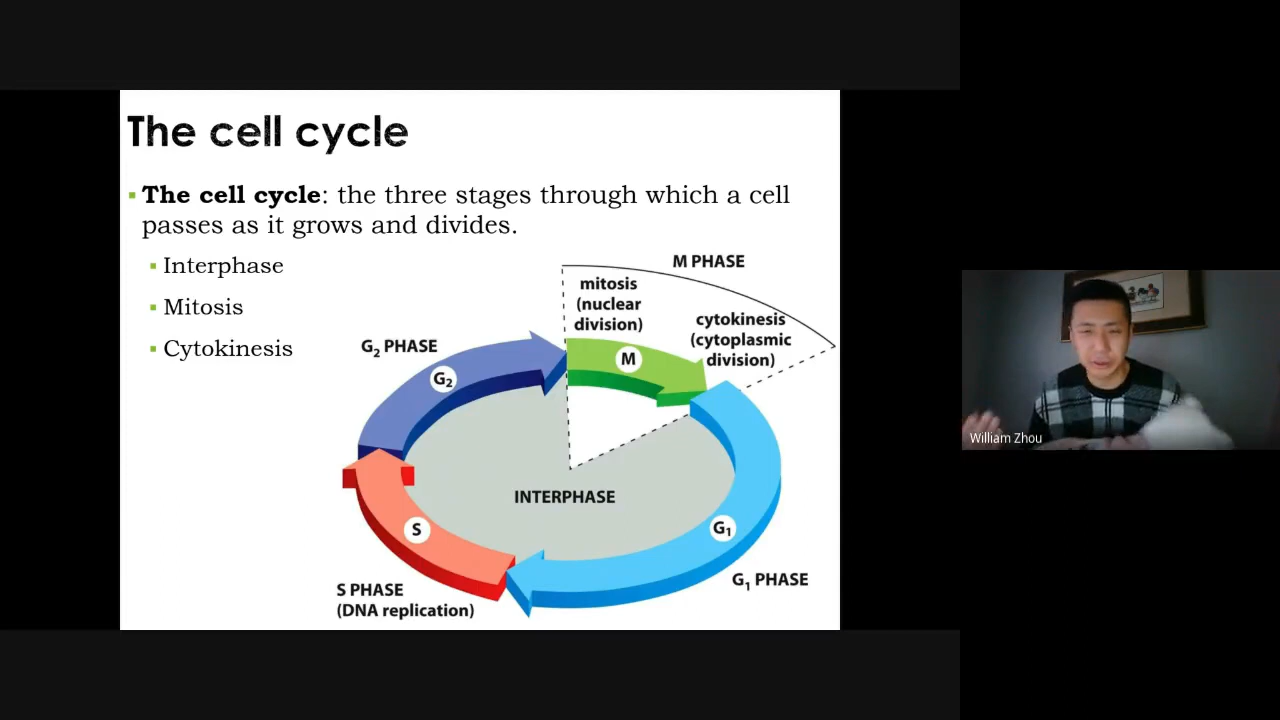 The cell cycle
▪ The cell cycle: the three stages through which a cell
passes as it grows and divides.
▪ Interphase
▪ Mitosis
▪ Cytokinesis
M PHASE
mitosis
(nuclear
division)
cytokinesis
(cytoplasmic
division)
G₂ PHASE
M
G₂
INTERPHASE
S
G₁
G₁ PHASE
S PHASE
(DNA replication)
William Zhou